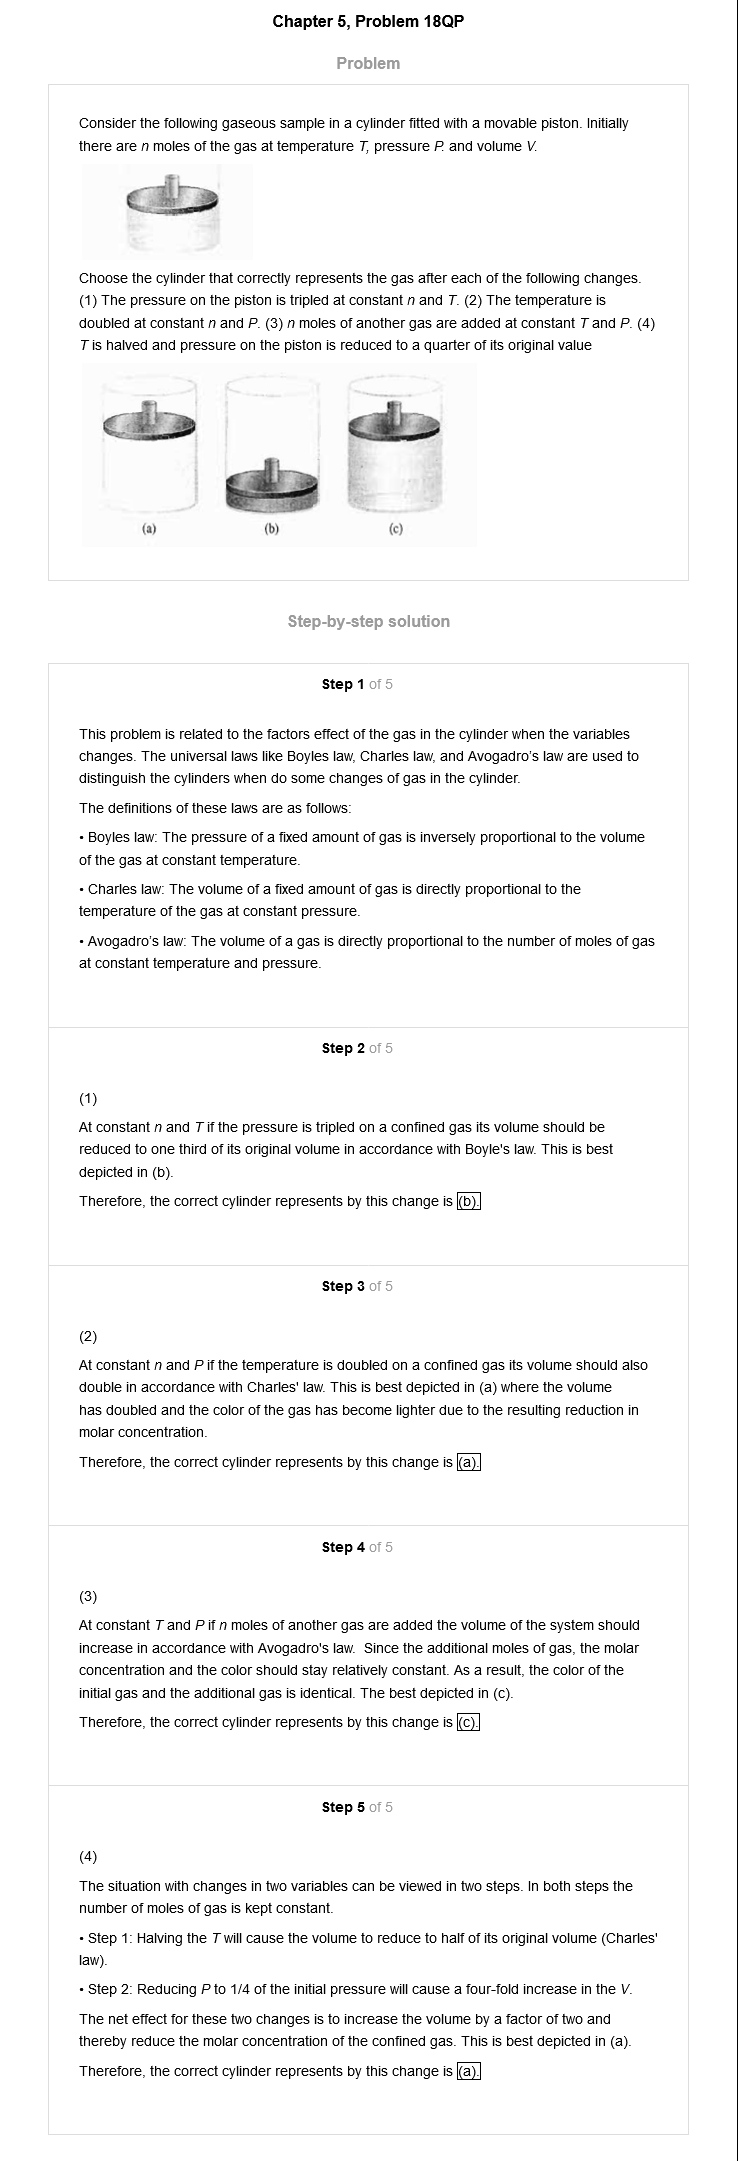 Chapter 5, Problem 18QP
Problem
Consider the following gaseous sample in a cylinder fitted with a movable piston. Initially
there are n moles of the gas at temperature T, pressure P. and volume V.
Choose the cylinder that correctly represents the gas after each of the following changes.
(1) The pressure on the piston is tripled at constant n and T. (2) The temperature is
doubled at constant n and P. (3) n moles of another gas are added at constant T and P. (4)
T is halved and pressure on the piston is reduced to a quarter of its original value
(a) (b) (c)
Step-by-step solution
Step 1 of 5
This problem is related to the factors effect of the gas in the cylinder when the variables
changes. The universal laws like Boyles law, Charles law, and Avogadro's law are used to
distinguish the cylinders when do some changes of gas in the cylinder.
The definitions of these laws are as follows:
• Boyles law: The pressure of a fixed amount of gas is inversely proportional to the volume
of the gas at constant temperature.
• Charles law: The volume of a fixed amount of gas is directly proportional to the
temperature of the gas at constant pressure.
• Avogadro's law: The volume of a gas is directly proportional to the number of moles of gas
at constant temperature and pressure.
Step 2 of 5
(1)
At constant n and T if the pressure is tripled on a confined gas its volume should be
reduced to one third of its original volume in accordance with Boyle's law. This is best
depicted in (b).
Therefore, the correct cylinder represents by this change is (b).
Step 3 of 5
(2)
At constant n and P if the temperature is doubled on a confined gas its volume should also
double in accordance with Charles' law. This is best depicted in (a) where the volume
has doubled and the color of the gas has become lighter due to the resulting reduction in
molar concentration.
Therefore, the correct cylinder represents by this change is (a).
Step 4 of 5
(3)
At constant T and P if n moles of another gas are added the volume of the system should
increase in accordance with Avogadro's law. Since the additional moles of gas, the molar
concentration and the color should stay relatively constant. As a result, the color of the
initial gas and the additional gas is identical. The best depicted in (c).
Therefore, the correct cylinder represents by this change is (c).
Step 5 of 5
(4)
The situation with changes in two variables can be viewed in two steps. In both steps the
number of moles of gas is kept constant.
• Step 1: Halving the T will cause the volume to reduce to half of its original volume (Charles'
law).
• Step 2: Reducing P to 1/4 of the initial pressure will cause a four-fold increase in the V.
The net effect for these two changes is to increase the volume by a factor of two and
thereby reduce the molar concentration of the confined gas. This is best depicted in (a).
Therefore, the correct cylinder represents by this change is (a).